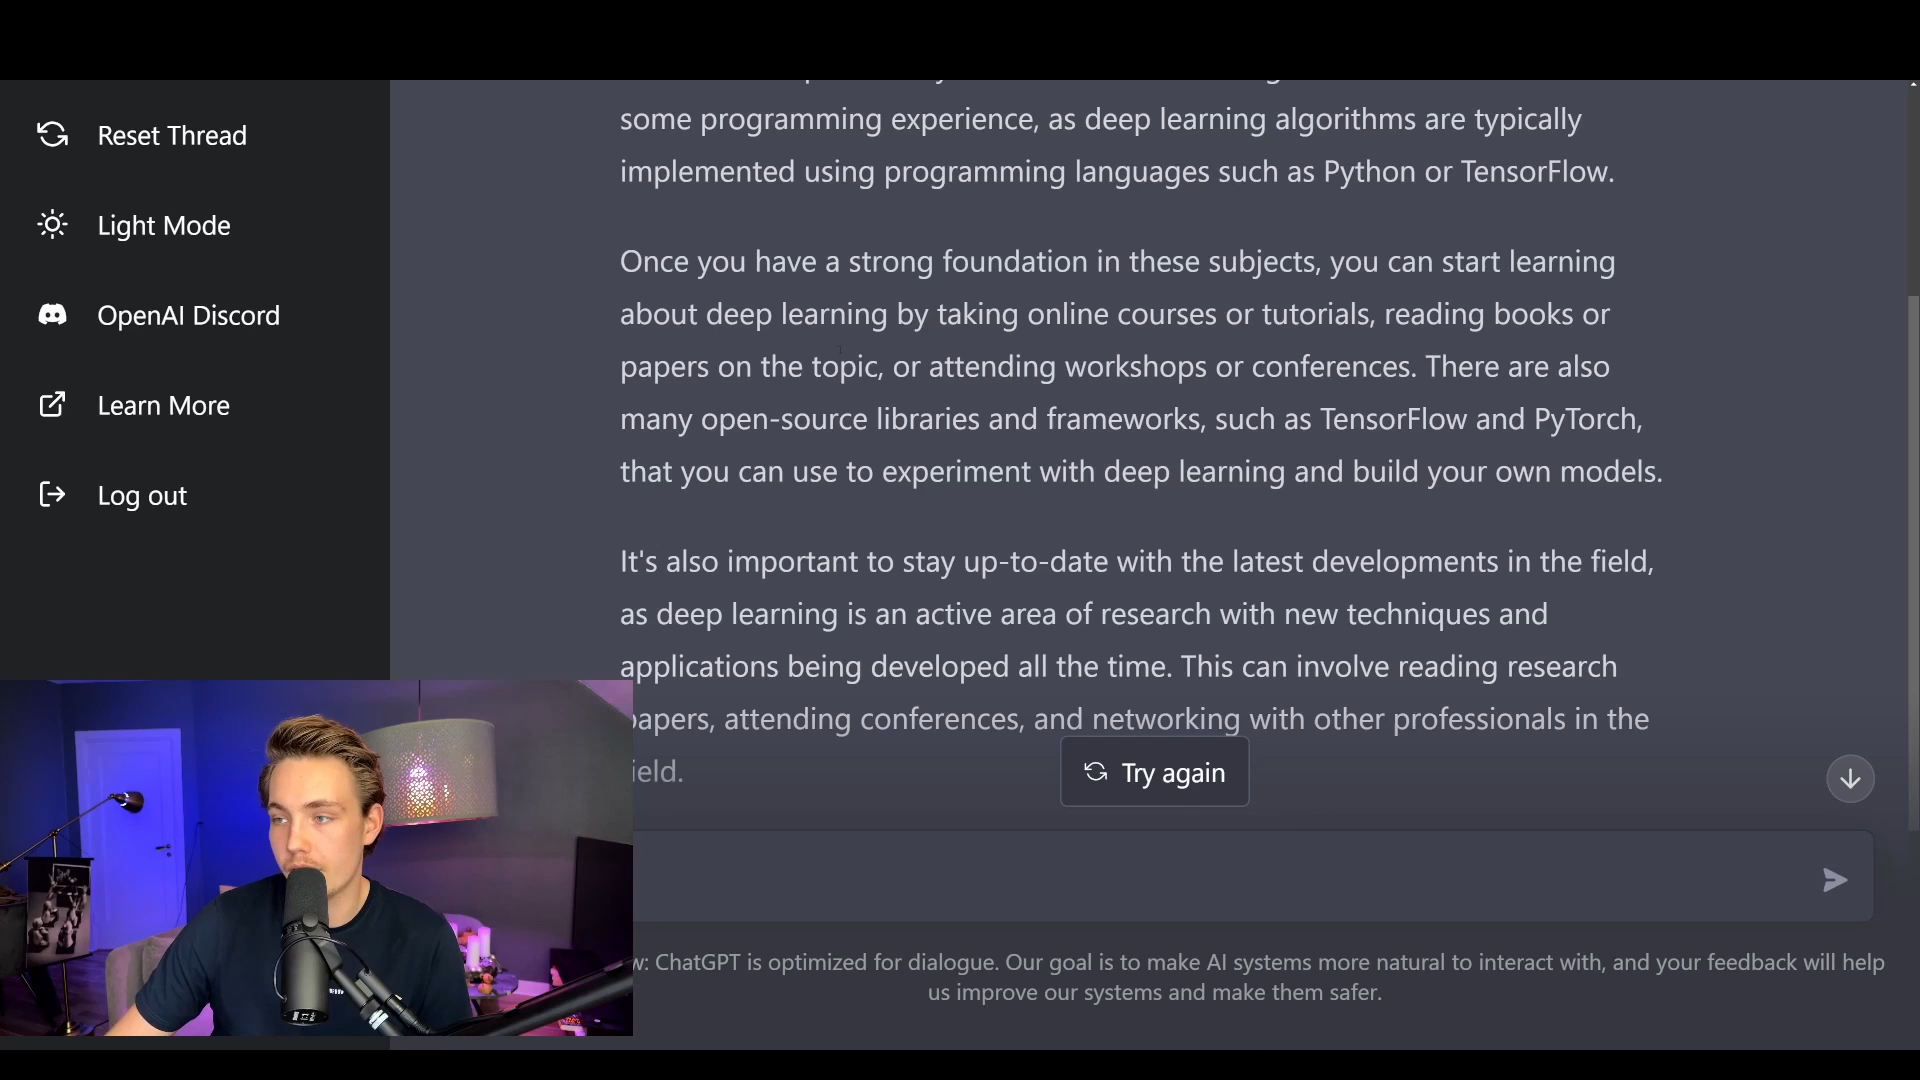 Reset Thread
Light Mode
OpenAI Discord
Learn More
Log out
some programming experience, as deep learning algorithms are typically
implemented using programming languages such as Python or TensorFlow.
Once you have a strong foundation in these subjects, you can start learning
about deep learning by taking online courses or tutorials, reading books or
papers on the topic, or attending workshops or conferences. There are also
many open-source libraries and frameworks, such as TensorFlow and PyTorch,
that you can use to experiment with deep learning and build your own models.
It's also important to stay up-to-date with the latest developments in the field,
as deep learning is an active area of research with new techniques and
applications being developed all the time. This can involve reading research
papers, attending conferences, and networking with other professionals in the
ield.
Try again
w: ChatGPT is optimized for dialogue. Our goal is to make AI systems more natural to interact with, and your feedback will help
us improve our systems and make them safer.